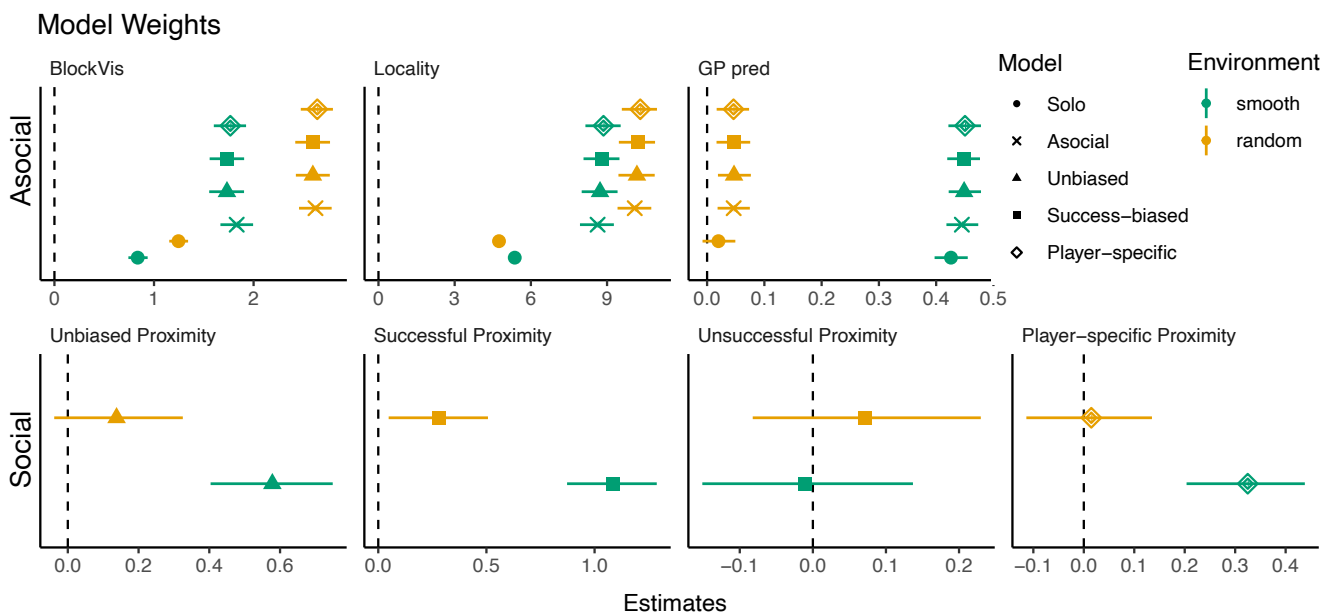 Model Weights
BlockVis
Locality
GP pred
Model
Environment
Solo
smooth
Asocial
random
Unbiased
Success−biased
Player−specific
Asocial
0 1 2
0 3 6 9
0.0 0.1 0.2 0.3 0.4 0.5
Unbiased Proximity
Successful Proximity
Unsuccessful Proximity
Player−specific Proximity
Social
0.0 0.2 0.4 0.6
0.0 0.5 1.0
−0.1 0.0 0.1 0.2
−0.1 0.0 0.1 0.2 0.3 0.4
Estimates